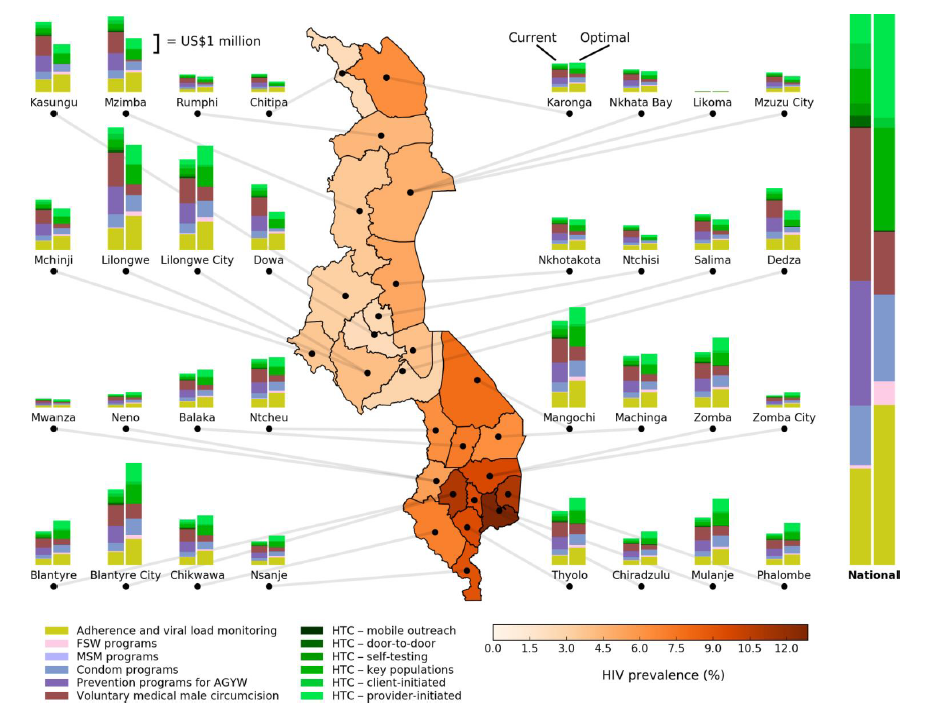 ] = US$1 million
Current Optimal
Kasungu Mzimba Rumphi Chitipa Karonga Nkhata Bay Likoma Mzuzu City
Mchinji Lilongwe Lilongwe City Dowa Nkhotakota Ntchisi Salima Dedza
Mwanza Neno Balaka Ntcheu Mangochi Machinga Zomba Zomba City
Blantyre Blantyre City Chikwawa Nsanje Thyolo Chiradzulu Mulanje Phalombe National
Adherence and viral load monitoring
FSW programs
MSM programs
Condom programs
Prevention programs for AGYW
Voluntary medical male circumcision
HTC – mobile outreach
HTC – door-to-door
HTC – self-testing
HTC – key populations
HTC – client-initiated
HTC – provider-initiated
0.0 1.5 3.0 4.5 6.0 7.5 9.0 10.5 12.0
HIV prevalence (%)